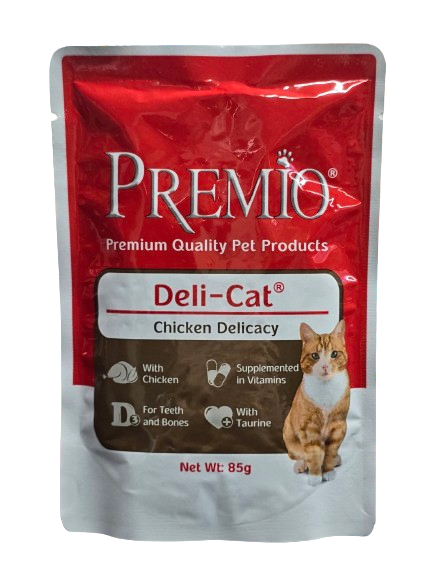 PREMIO®
Premium Quality Pet Products
Deli-Cat®
Chicken Delicacy
With
Chicken
Supplemented
in Vitamins
D3
For Teeth
and Bones
With
Taurine
Net Wt: 85g